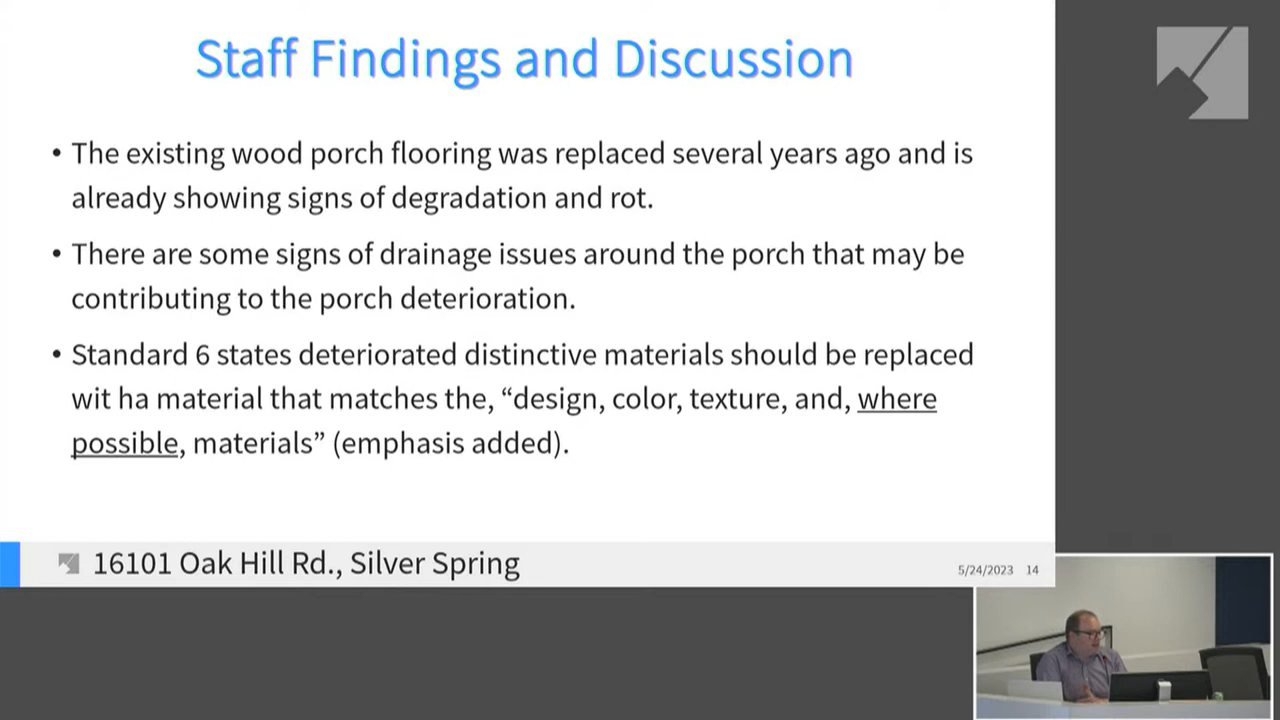 Staff Findings and Discussion
• The existing wood porch flooring was replaced several years ago and is
already showing signs of degradation and rot.
• There are some signs of drainage issues around the porch that may be
contributing to the porch deterioration.
• Standard 6 states deteriorated distinctive materials should be replaced
wit ha material that matches the, “design, color, texture, and, where
possible, materials” (emphasis added).
16101 Oak Hill Rd., Silver Spring
5/24/2023 14